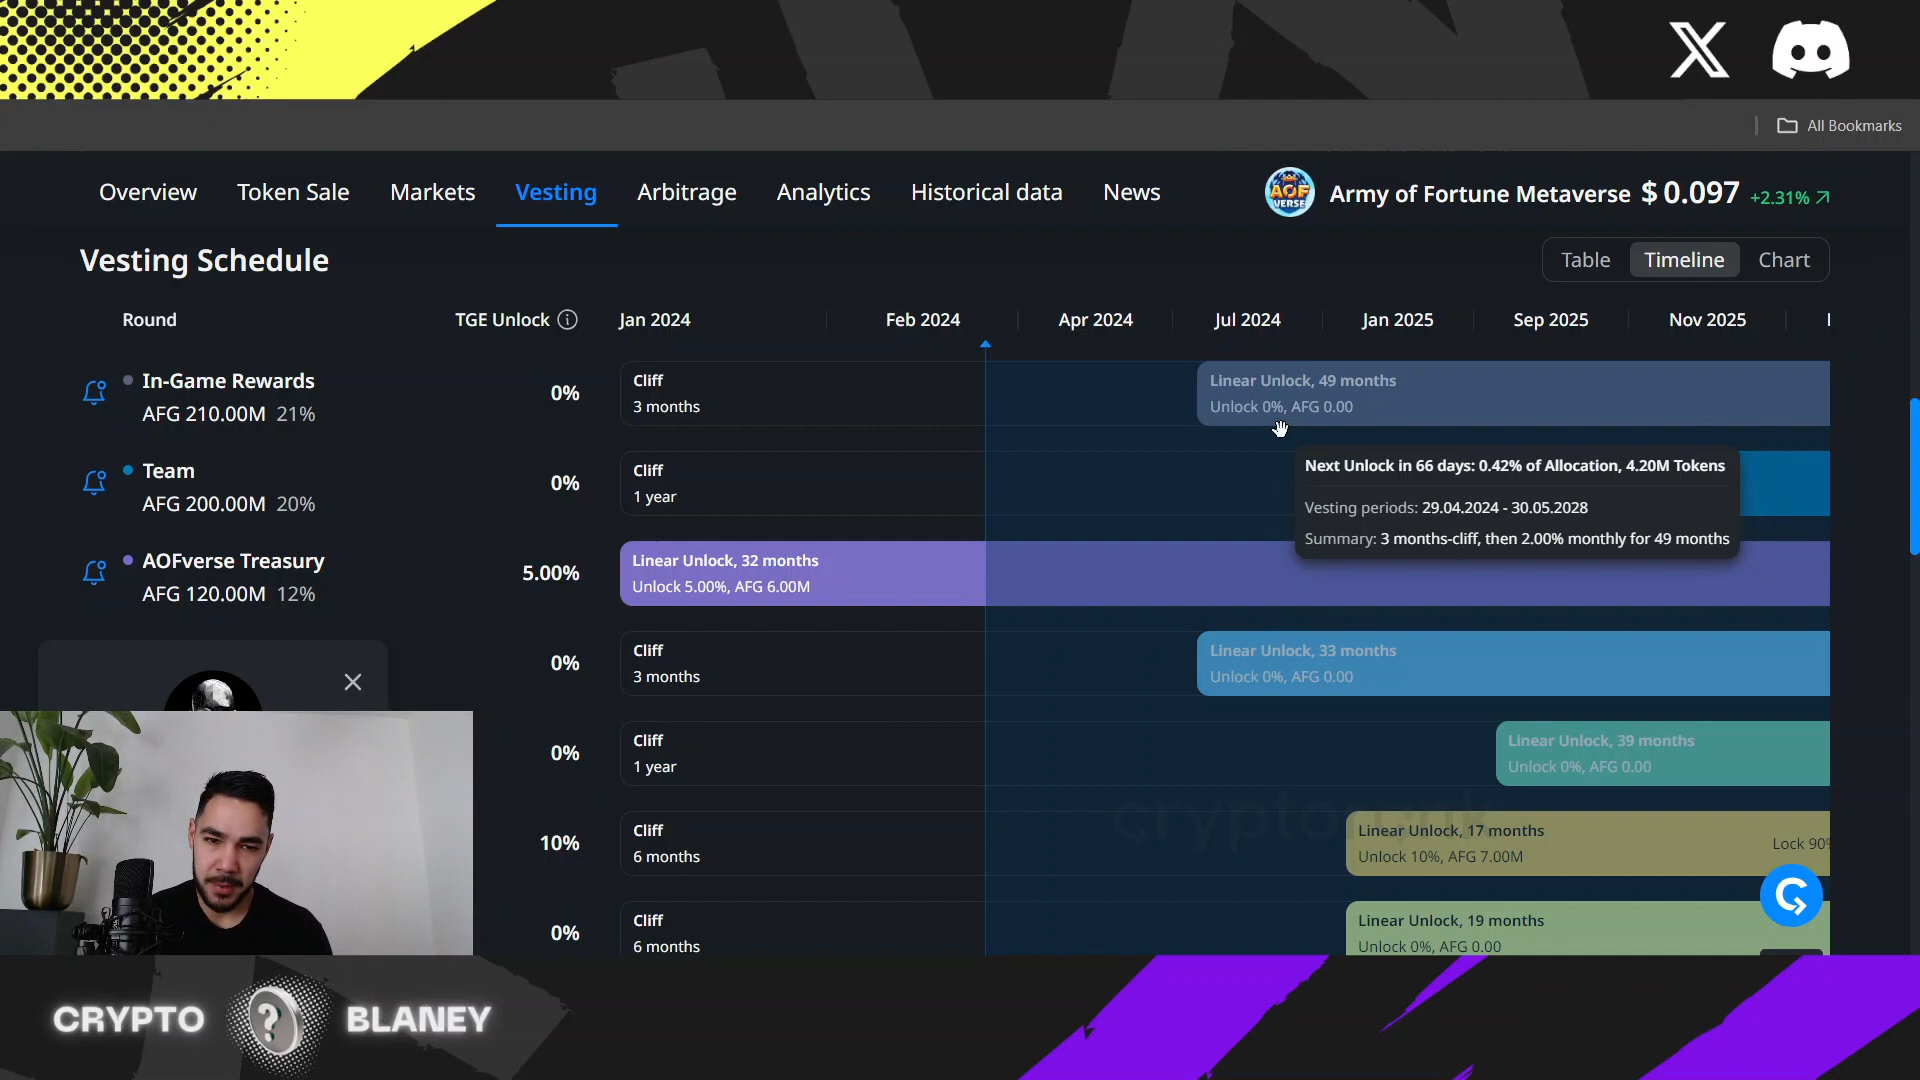 All Bookmarks
Overview Token Sale Markets Vesting Arbitrage Analytics Historical data News
AOF VERSE Army of Fortune Metaverse $ 0.097 +2.31%
Vesting Schedule
Table Timeline Chart
Round TGE Unlock Jan 2024 Feb 2024 Apr 2024 Jul 2024 Jan 2025 Sep 2025 Nov 2025
In-Game Rewards
AFG 210.00M 21%
0%
Cliff
3 months
Linear Unlock, 49 months
Unlock 0%, AFG 0.00
Team
AFG 200.00M 20%
0%
Cliff
1 year
Next Unlock in 66 days: 0.42% of Allocation, 4.20M Tokens
Vesting periods: 29.04.2024 - 30.05.2028
Summary: 3 months-cliff, then 2.00% monthly for 49 months
AOFverse Treasury
AFG 120.00M 12%
5.00%
Linear Unlock, 32 months
Unlock 5.00%, AFG 6.00M
0%
Cliff
3 months
Linear Unlock, 33 months
Unlock 0%, AFG 0.00
0%
Cliff
1 year
Linear Unlock, 39 months
Unlock 0%, AFG 0.00
10%
Cliff
6 months
Linear Unlock, 17 months
Unlock 10%, AFG 7.00M
Lock 90%
0%
Cliff
6 months
Linear Unlock, 19 months
Unlock 0%, AFG 0.00
CRYPTO BLANEY